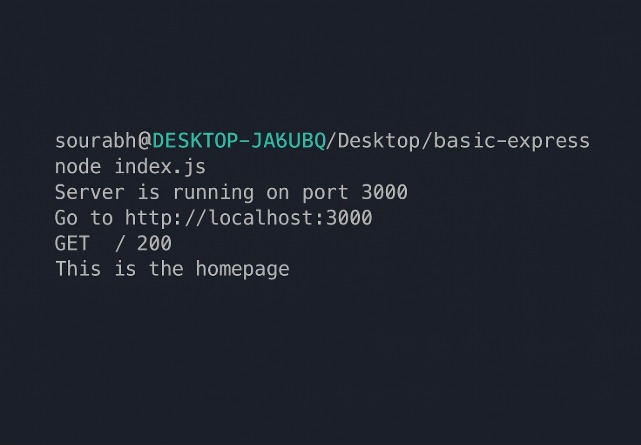 sourabh@DESKTOP-JAKUBQ/Desktop/basic-express
node index.js
Server is running on port 3000
Go to http://localhost:3000
GET  / 200
This is the homepage